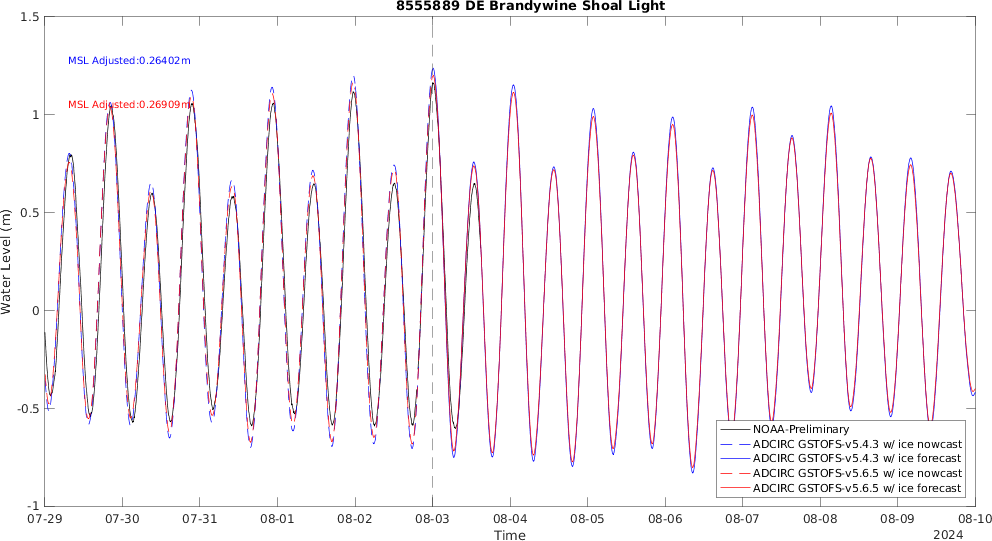 8555889 DE Brandywine Shoal Light
1.5
1
0.5
0
-0.5
-1
Water Level (m)
MSL Adjusted:0.26402m
MSL Adjusted:0.26909m
NOAA-Preliminary
ADCIRC GSTOFS-v5.4.3 w/ ice nowcast
ADCIRC GSTOFS-v5.4.3 w/ ice forecast
ADCIRC GSTOFS-v5.6.5 w/ ice nowcast
ADCIRC GSTOFS-v5.6.5 w/ ice forecast
07-29 07-30 07-31 08-01 08-02 08-03 08-04 08-05 08-06 08-07 08-08 08-09 08-10
Time
2024